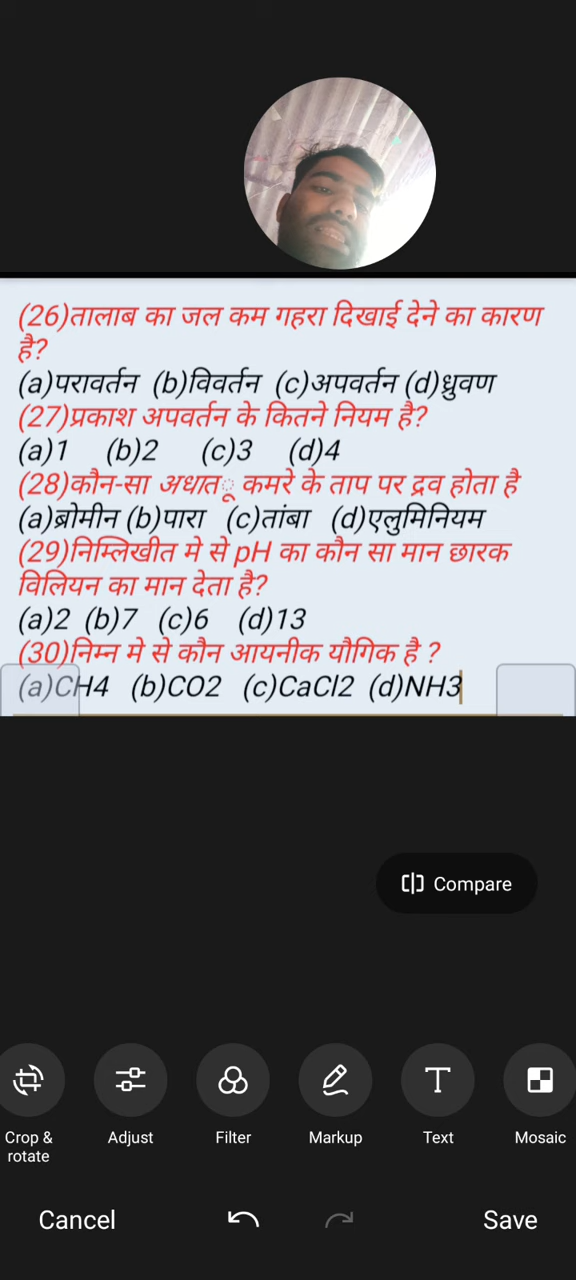 (26)तालाब का जल कम गहरा दिखाई देने का कारण
है?
(a)परावर्तन (b)विवर्तन (c)अपवर्तन (d)ध्रुवण
(27)प्रकाश अपवर्तन के कितने नियम है?
(a)1 (b)2 (c)3 (d)4
(28)कौन-सा अधात ू कमरे के ताप पर द्रव होता है
(a)ब्रोमीन (b)पारा (c)तांबा (d)एलुमिनियम
(29)निम्लिखीत मे से pH का कौन सा मान छारक
विलियन का मान देता है?
(a)2 (b)7 (c)6 (d)13
(30)निम्न मे से कौन आयनीक यौगिक है ?
(a)CH4 (b)CO2 (c)CaCl2 (d)NH3
Compare
Crop & rotate
Adjust
Filter
Markup
Text
Mosaic
Cancel
Save